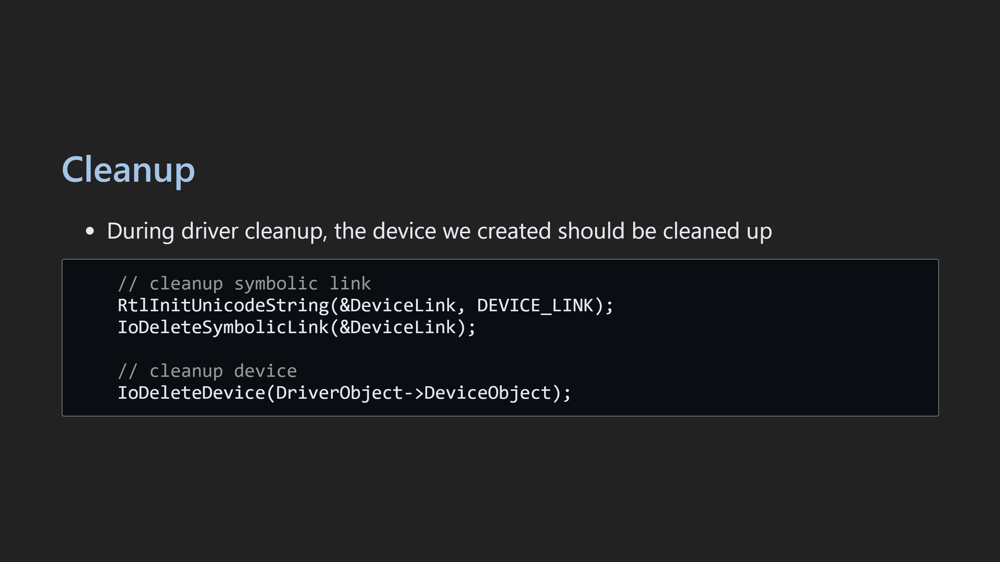 Cleanup
• During driver cleanup, the device we created should be cleaned up
// cleanup symbolic link
RtlInitUnicodeString(&DeviceLink, DEVICE_LINK);
IoDeleteSymbolicLink(&DeviceLink);
// cleanup device
IoDeleteDevice(DriverObject->DeviceObject);